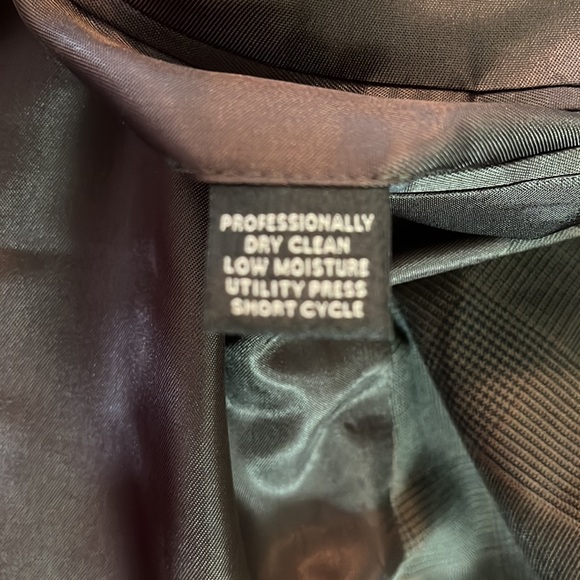 PROFESSIONALLY
DRY CLEAN
LOW MOISTURE
UTILITY PRESS
SHORT CYCLE